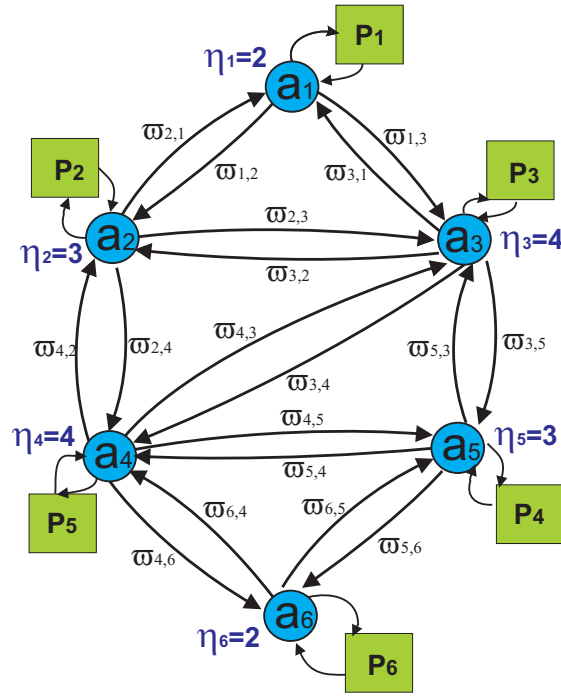 P1
η1=2
a1
ϖ2,1
ϖ1,3
P2
ϖ1,2
ϖ3,1
P3
ϖ2,3
a2
a3
η2=3
η3=4
ϖ3,2
ϖ4,2
ϖ2,4
ϖ4,3
ϖ5,3
ϖ3,5
ϖ3,4
η4=4
ϖ4,5
η5=3
a4
a5
ϖ5,4
P5
P4
ϖ6,4
ϖ6,5
ϖ4,6
ϖ5,6
a6
η6=2
P6